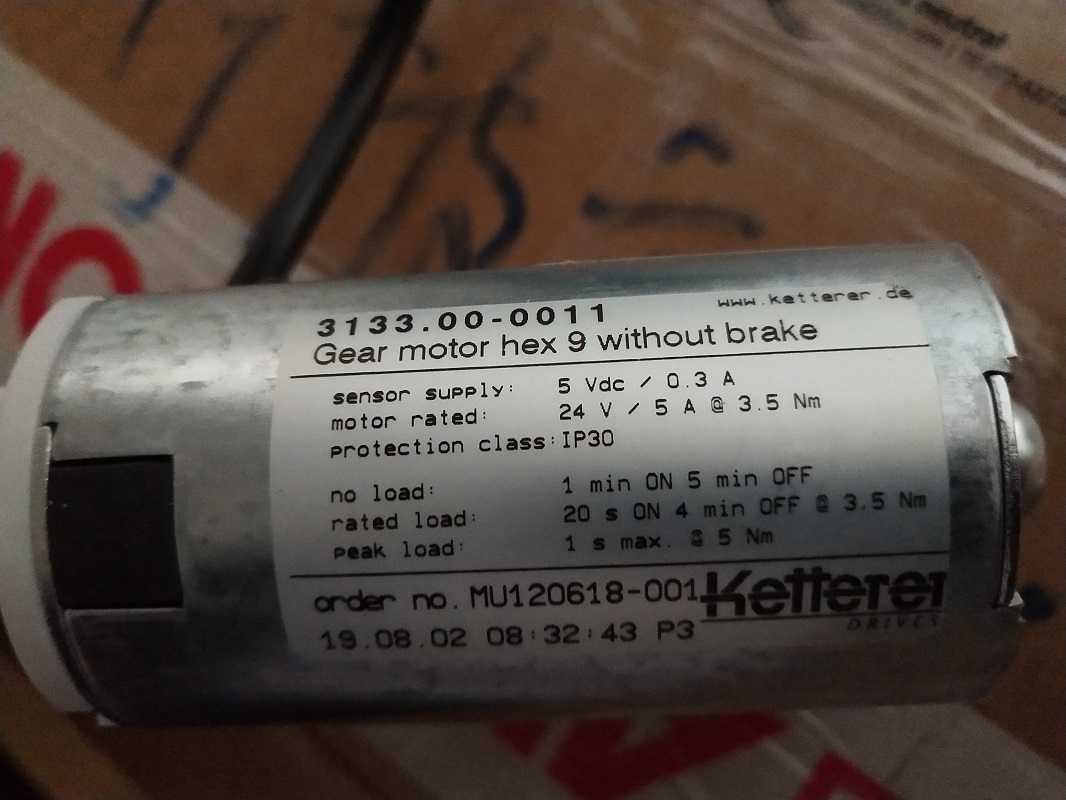 www.ketterer.de
3133.00-0011
Gear motor hex 9 without brake
sensor supply: 5 Vdc / 0.3 A
motor rated: 24 V / 5 A @ 3.5 Nm
protection class: IP30
no load: 1 min ON 5 min OFF
rated load: 20 s ON 4 min OFF @ 3.5 Nm
peak load: 1 s max. @ 5 Nm
order no. MU120618-001 Ketterer
DRIVES
19.08.02 08:32:43 P3
neutral